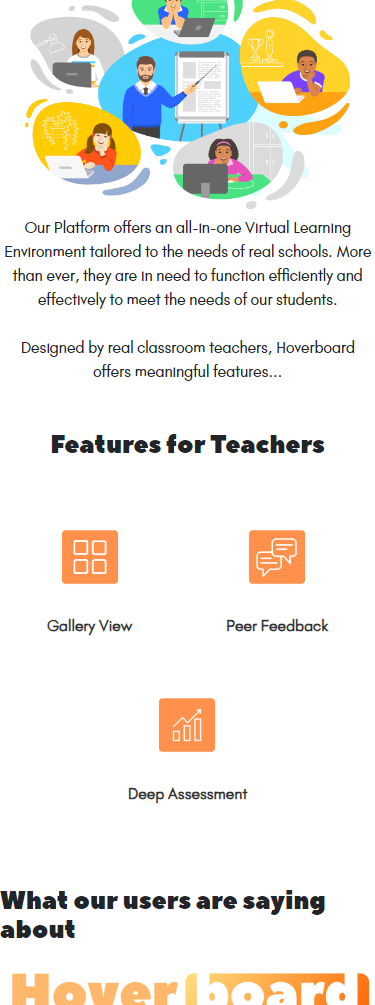 Our Platform offers an all-in-one Virtual Learning
Environment tailored to the needs of real schools. More
than ever, they are in need to function efficiently and
effectively to meet the needs of our students.
Designed by real classroom teachers, Hoverboard
offers meaningful features...
Features for Teachers
Gallery View
Peer Feedback
Deep Assessment
What our users are saying
about
Hoverboard